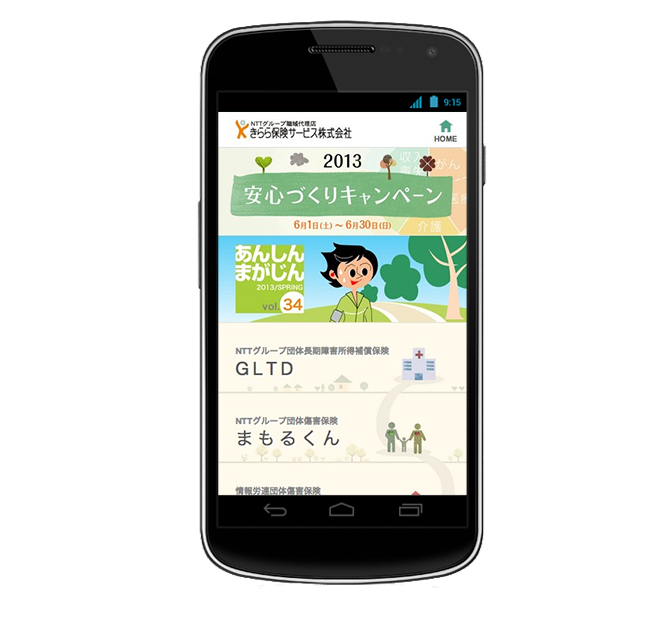 9:15
NTTグループ職域代理店
きらら保険サービス株式会社
HOME
2013
収入
がん
安心づくりキャンペーン
医療
6月1日(土)～6月30日(日)
介護
あんしん
まがじん
2013/SPRING
vol. 34
NTTグループ団体長期障害所得補償保険
GLTD
NTTグループ団体傷害保険
まもるくん
情報労連団体傷害保険